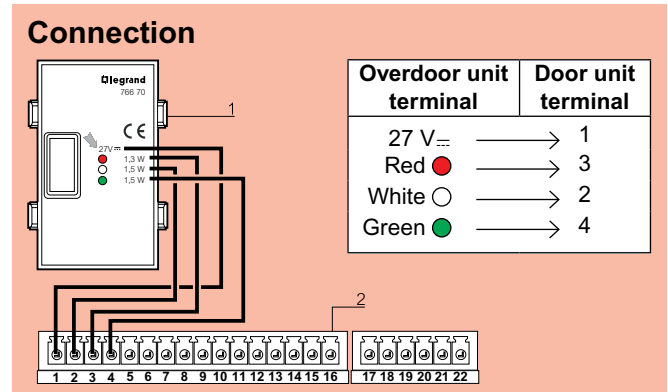 Connection
legrand
766 70
CE
27V⎓
1,3 W
1,5 W
1,5 W
1
Overdoor unit terminal | Door unit terminal
27 V⎓ → 1
Red → 3
White → 2
Green → 4
2
1 2 3 4 5 6 7 8 9 10 11 12 13 14 15 16 17 18 19 20 21 22